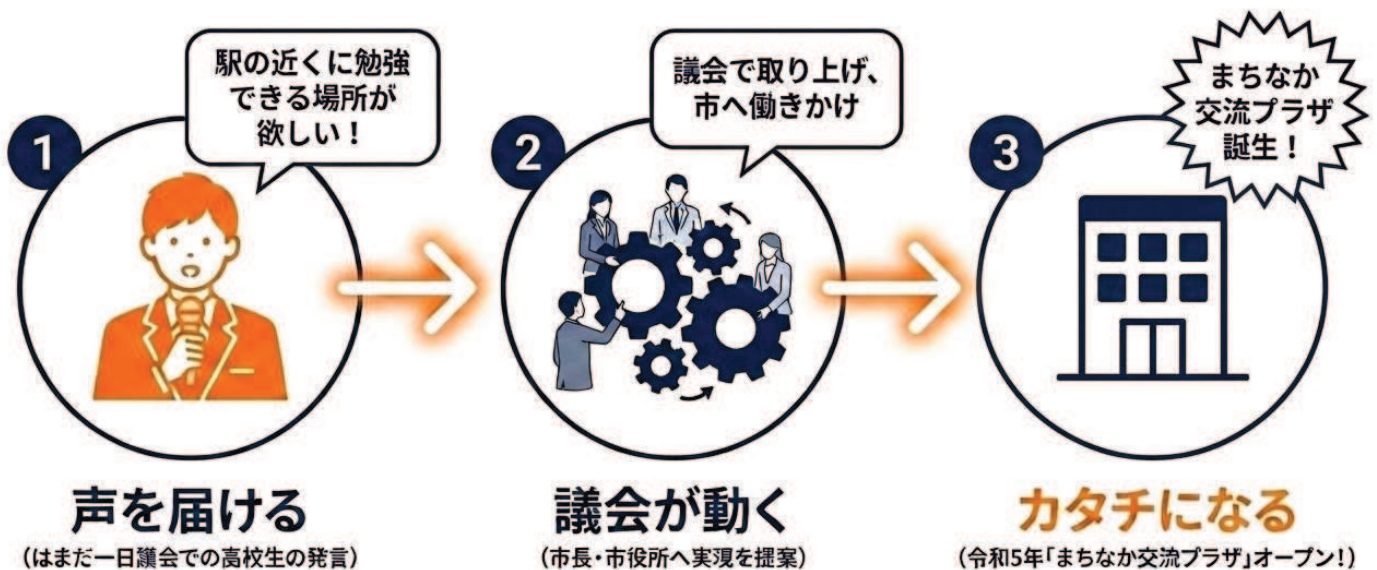 1
駅の近くに勉強
できる場所が
欲しい！
声を届ける
（はまだ一日議会での高校生の発言）
2
議会で取り上げ、
市へ働きかけ
議会が動く
（市長・市役所へ実現を提案）
3
まちなか
交流プラザ
誕生！
カタチになる
（令和5年「まちなか交流プラザ」オープン！）